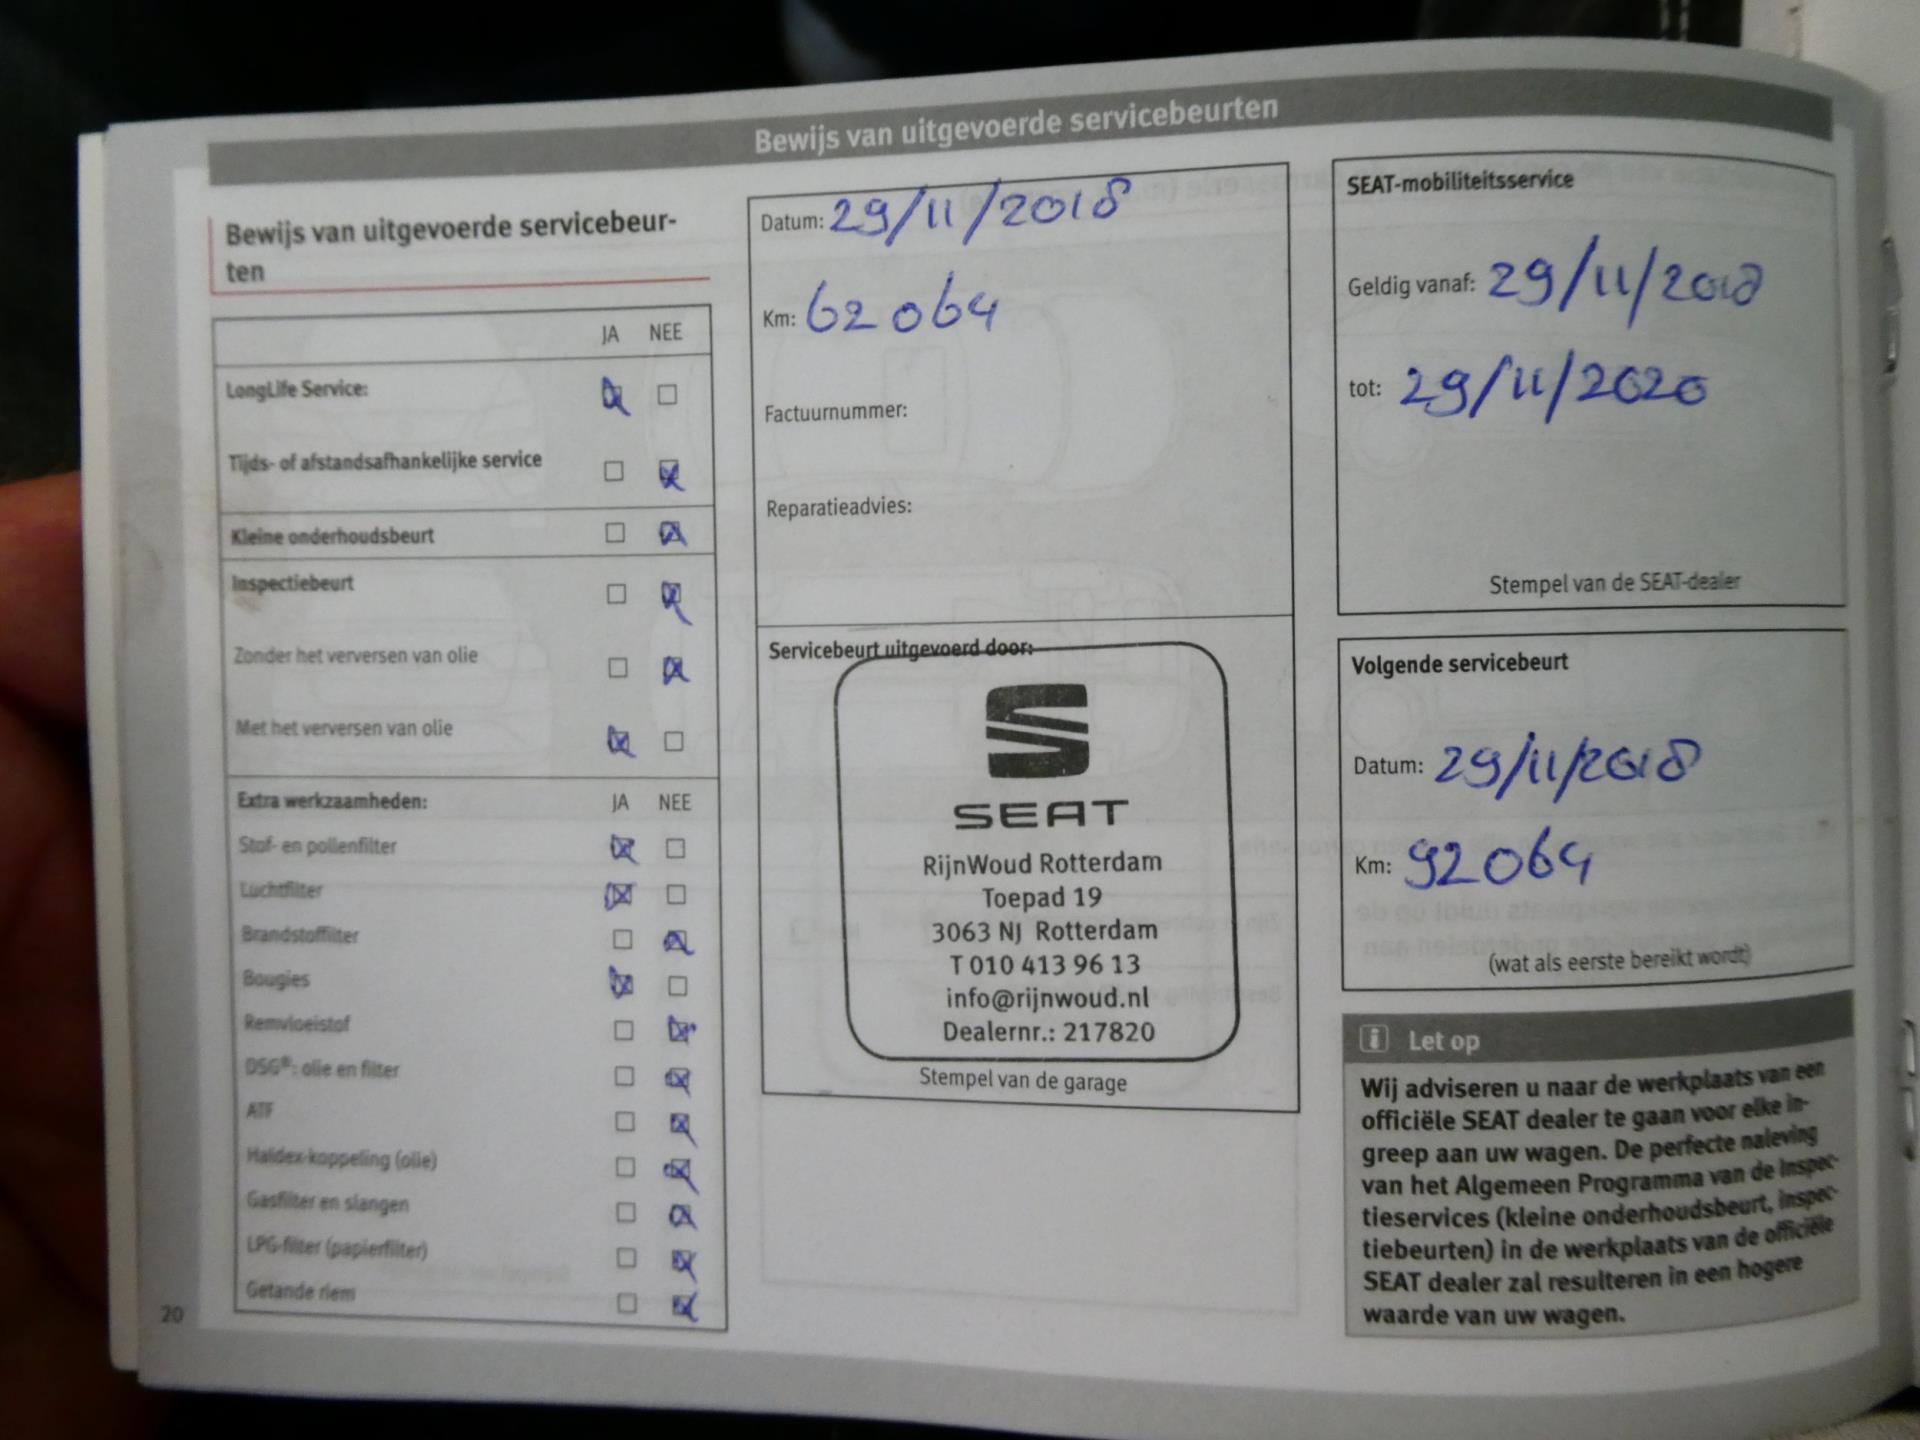 Bewijs van uitgevoerde servicebeurten
Bewijs van uitgevoerde servicebeur-
ten
JA NEE
LongLife Service:
Tijds- of afstandsafhankelijke service
Kleine onderhoudsbeurt
Inspectiebeurt
Zonder het verversen van olie
Met het verversen van olie
Extra werkzaamheden: JA NEE
Stof- en pollenfilter
Luchtfilter
Brandstoffilter
Bougies
Remvloeistof
DSG®: olie en filter
ATF
Haldex-koppeling (olie)
Gasfilter en slangen
LPG-filter (papierfilter)
Getande riem
20
Datum: 29/11/2018
Km: 62064
Factuurnummer:
Reparatieadvies:
Servicebeurt uitgevoerd door:
SEAT
RijnWoud Rotterdam
Toepad 19
3063 NJ Rotterdam
T 010 413 96 13
info@rijnwoud.nl
Dealernr.: 217820
Stempel van de garage
SEAT-mobiliteitsservice
Geldig vanaf: 29/11/2018
tot: 29/11/2020
Stempel van de SEAT-dealer
Volgende servicebeurt
Datum: 29/11/2018
Km: 92064
(wat als eerste bereikt wordt)
i Let op
Wij adviseren u naar de werkplaats van een
officiële SEAT dealer te gaan voor elke in-
greep aan uw wagen. De perfecte naleving
van het Algemeen Programma van de Inspec-
tieservices (kleine onderhoudsbeurt, inspec-
tiebeurten) in de werkplaats van de officiële
SEAT dealer zal resulteren in een hogere
waarde van uw wagen.